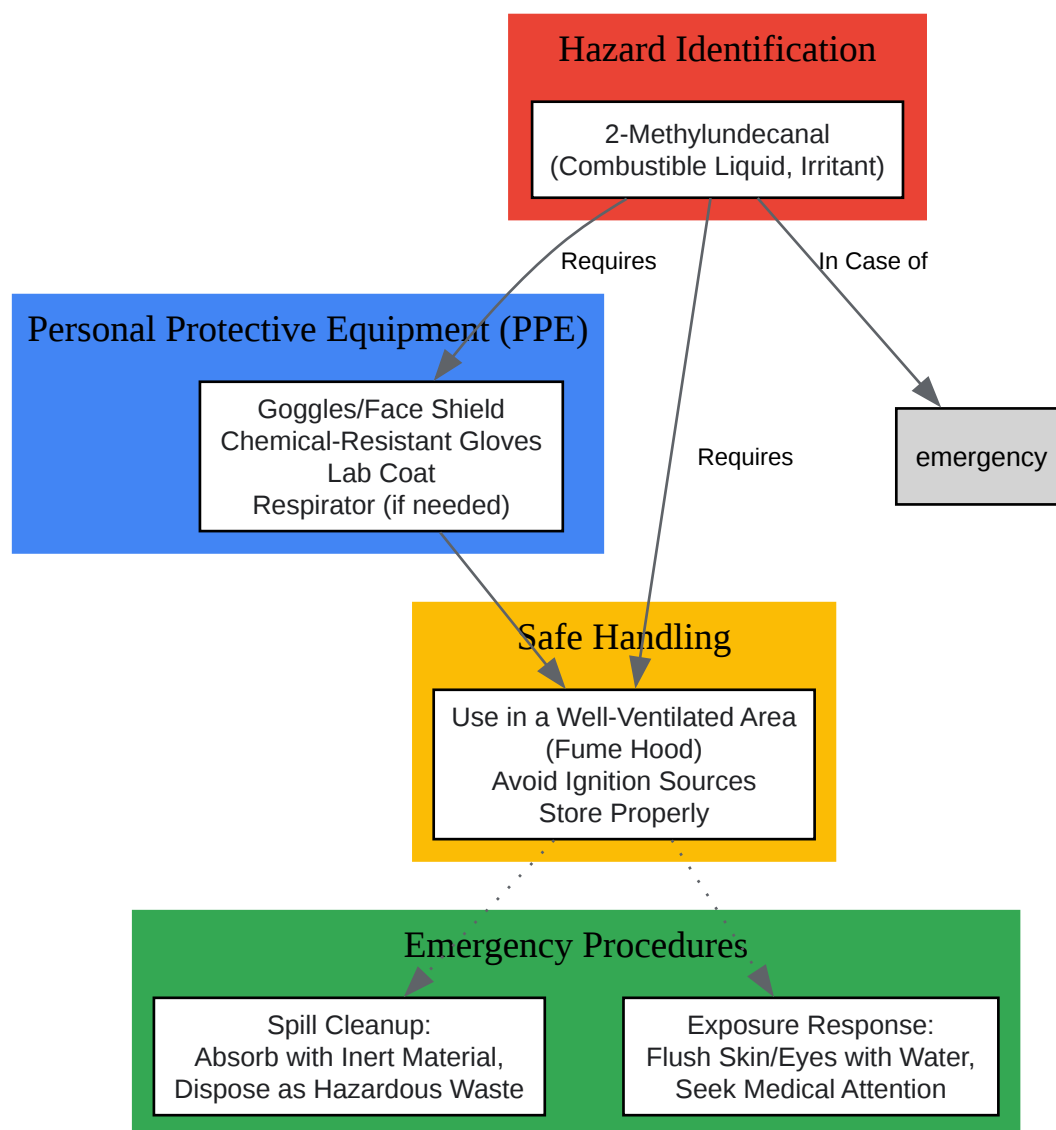 Hazard Identification
2-Methylundecanal
(Combustible Liquid, Irritant)
Requires
In Case of
Personal Protective Equipment (PPE)
Goggles/Face Shield
Chemical-Resistant Gloves
Lab Coat
Respirator (if needed)
Requires
emergency
Safe Handling
Use in a Well-Ventilated Area
(Fume Hood)
Avoid Ignition Sources
Store Properly
Emergency Procedures
Spill Cleanup:
Absorb with Inert Material,
Dispose as Hazardous Waste
Exposure Response:
Flush Skin/Eyes with Water,
Seek Medical Attention